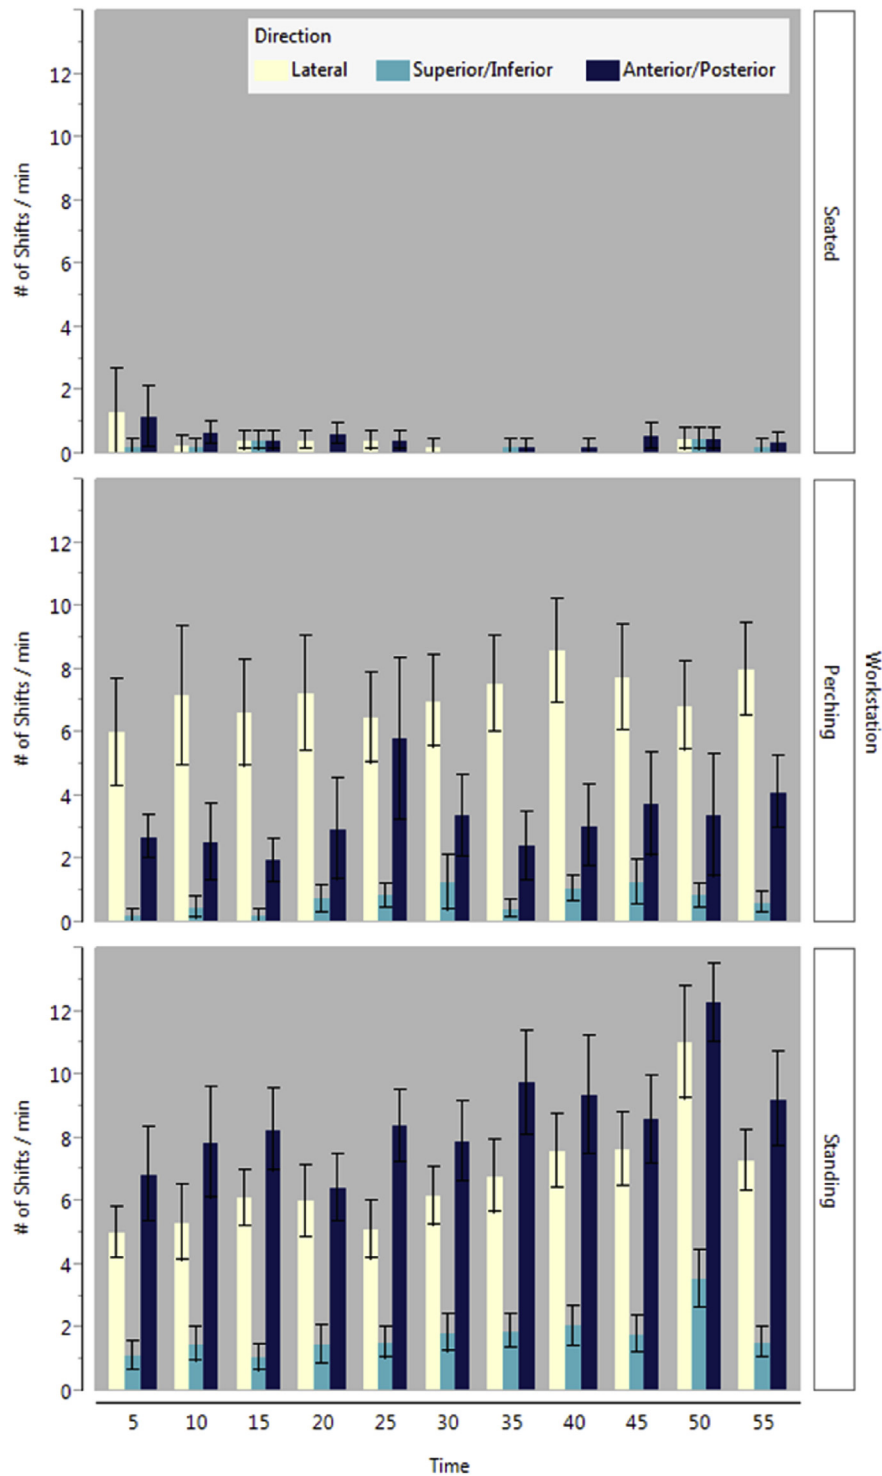 Direction
Lateral Superior/Inferior Anterior/Posterior
12
10
8
6
4
2
0
# of Shifts / min
Seated
12
10
8
6
4
2
0
# of Shifts / min
Perching
Workstation
12
10
8
6
4
2
0
# of Shifts / min
Standing
5 10 15 20 25 30 35 40 45 50 55
Time